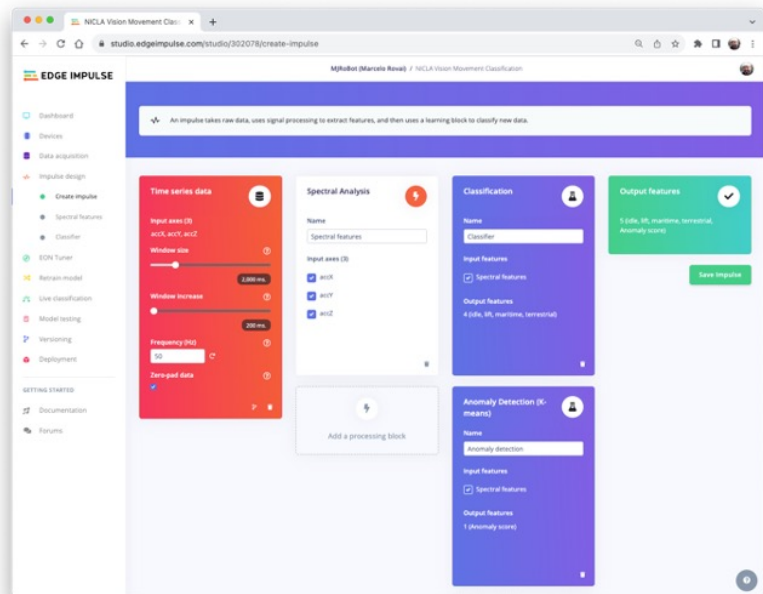 NICLA Vision Movement Class
studio.edgeimpulse.com/studio/302078/create-impulse
EDGE IMPULSE
MJRoBot (Marcelo Rovai) / NICLA Vision Movement Classification
An impulse takes raw data, uses signal processing to extract features, and then uses a learning block to classify new data.
Dashboard
Devices
Data acquisition
Impulse design
Create impulse
Spectral features
Classifier
EON Tuner
Retrain model
Live classification
Model testing
Versioning
Deployment
GETTING STARTED
Documentation
Forums
Time series data
Input axes (3)
accX, accY, accZ
Window size
2,000 ms.
Window increase
200 ms.
Frequency (Hz)
50
Zero-pad data
Spectral Analysis
Name
Spectral features
Input axes (3)
accX
accY
accZ
Add a processing block
Classification
Name
Classifier
Input features
Spectral features
Output features
4 (idle, lift, maritime, terrestrial)
Anomaly Detection (K-
means)
Name
Anomaly detection
Input features
Spectral features
Output features
1 (Anomaly score)
Output features
5 (idle, lift, maritime, terrestrial,
Anomaly score)
Save Impulse